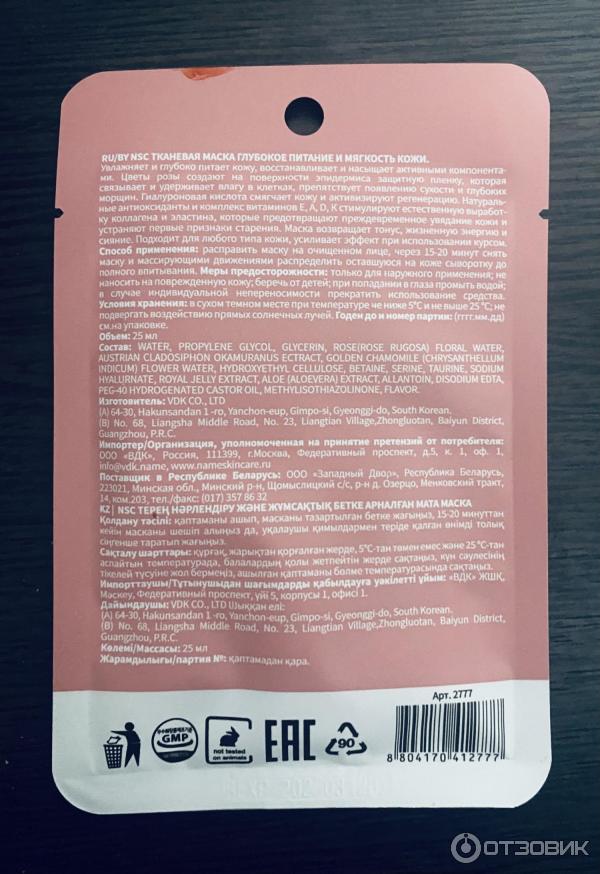 RU/BY NSC ТКАНЕВАЯ МАСКА ГЛУБОКОЕ ПИТАНИЕ И МЯГКОСТЬ КОЖИ.
Увлажняет и глубоко питает кожу, восстанавливает и насыщает активными компонента-
ми. Цветы розы создают на поверхности эпидермиса защитную пленку, которая
связывает и удерживает влагу в клетках, препятствует появлению сухости и глубоких
морщин. Гиалуроновая кислота смягчает кожу и активизируют регенерацию. Натураль-
ные антиоксиданты и комплекс витаминов E, A, D, K стимулируют естественную выработ-
ку коллагена и эластина, которые предотвращают преждевременное увядание кожи и
устраняют первые признаки старения. Маска возвращает тонус, жизненную энергию и
сияние. Подходит для любого типа кожи, усиливает эффект при использовании курсом.
Способ применения: расправить маску на очищенном лице, через 15-20 минут снять
маску и массирующими движениями распределить оставшуюся на коже сыворотку до
полного впитывания. Меры предосторожности: только для наружного применения; не
наносить на поврежденную кожу; беречь от детей; при попадании в глаза промыть водой;
в случае индивидуальной непереносимости прекратить использование средства.
Условия хранения: в сухом темном месте при температуре не ниже 5°C и не выше 25 °C; не
подвергать воздействию прямых солнечных лучей. Годен до и номер партии: (гггг.мм.дд)
см.на упаковке.
Объем: 25 мл
Состав: WATER, PROPYLENE GLYCOL, GLYCERIN, ROSE(ROSE RUGOSA) FLORAL WATER,
AUSTRIAN CLADOSIPHON OKAMURANUS ECTRACT, GOLDEN CHAMOMILE (CHRYSANTHELLUM
INDICUM) FLOWER WATER, HYDROXYETHYL CELLULOSE, BETAINE, SERINE, TAURINE, SODIUM
HYALURNATE, ROYAL JELLY EXTRACT, ALOE (ALOEVERA) EXTRACT, ALLANTOIN, DISODIUM EDTA,
PEG-40 HYDROGENATED CASTOR OIL, METHYLISOTHIAZOLINONE, FLAVOR.
Изготовитель: VDK CO., LTD
(A) 64-30, Hakunsandan 1 -ro, Yanchon-eup, Gimpo-si, Gyeonggi-do, South Korean.
(B) No. 68, Liangsha Middle Road, No. 23, Liangtian Village,Zhongluotan, Baiyun District,
Guangzhou, P.R.C.
Импортер/Организация, уполномоченная на принятие претензий от потребителя:
ООО «ВДК», Россия, 111399, г.Москва, Федеративный проспект, д.5, к. 1, оф. 1,
info@vdk.name, www.nameskincare.ru
Поставщик в Республике Беларусь: ООО «Западный Двор», Республика Беларусь,
223021, Минская обл., Минский р-н, Щомыслицкий с/с, р-н д. Озерцо, Меньковский тракт,
14, ком.203, тел./факс: (017) 357 86 32
KZ| NSC ТЕРЕҢ НӘРЛЕНДІРУ ЖӘНЕ ЖҰМСАҚТЫҚ БЕТКЕ АРНАЛҒАН МАТА МАСКА
Қолдану тәсілі: қаптаманы ашып, масканы тазартылған бетке жағыңыз, 15-20 минуттан
кейін масканы шешіп алыңыз да, уқалаушы қимылдармен теріде қалған өнімді толық
сіңгенше таратып жағыңыз.
Сақталу шарттары: құрғақ, жарықтан қорғалған жерде, 5°C-тан төмен емес және 25 °C-тан
аспайтын температурада, балалардың қолы жетпейтін жерде сақтаңыз, күн сәулесінің
тікелей түсуіне жол бермеңіз, ашылған қаптаманы бөлме температурасында сақтаңыз.
Импорттаушы/Тұтынушыдан шағымдарды қабылдауға уәкілетті ұйым: «ВДК» ЖШҚ,
Мәскеу, Федеративный проспект, үйі 5, корпус 1, офисі 1.
Дайындаушы: VDK CO., LTD Шыққан елі:
(A) 64-30, Hakunsandan 1 -ro, Yanchon-eup, Gimpo-si, Gyeonggi-do, South Korean.
(B) No. 68, Liangsha Middle Road, No. 23, Liangtian Village,Zhongluotan, Baiyun District,
Guangzhou, P.R.C.
Көлемі/Массасы: 25 мл
Жарамдылығы/партия №: қаптамадан қара.
Арт. 2777
GMP
not tested
on animals
EAC
90
8 804170 412777
EXP
ОТЗОВИК